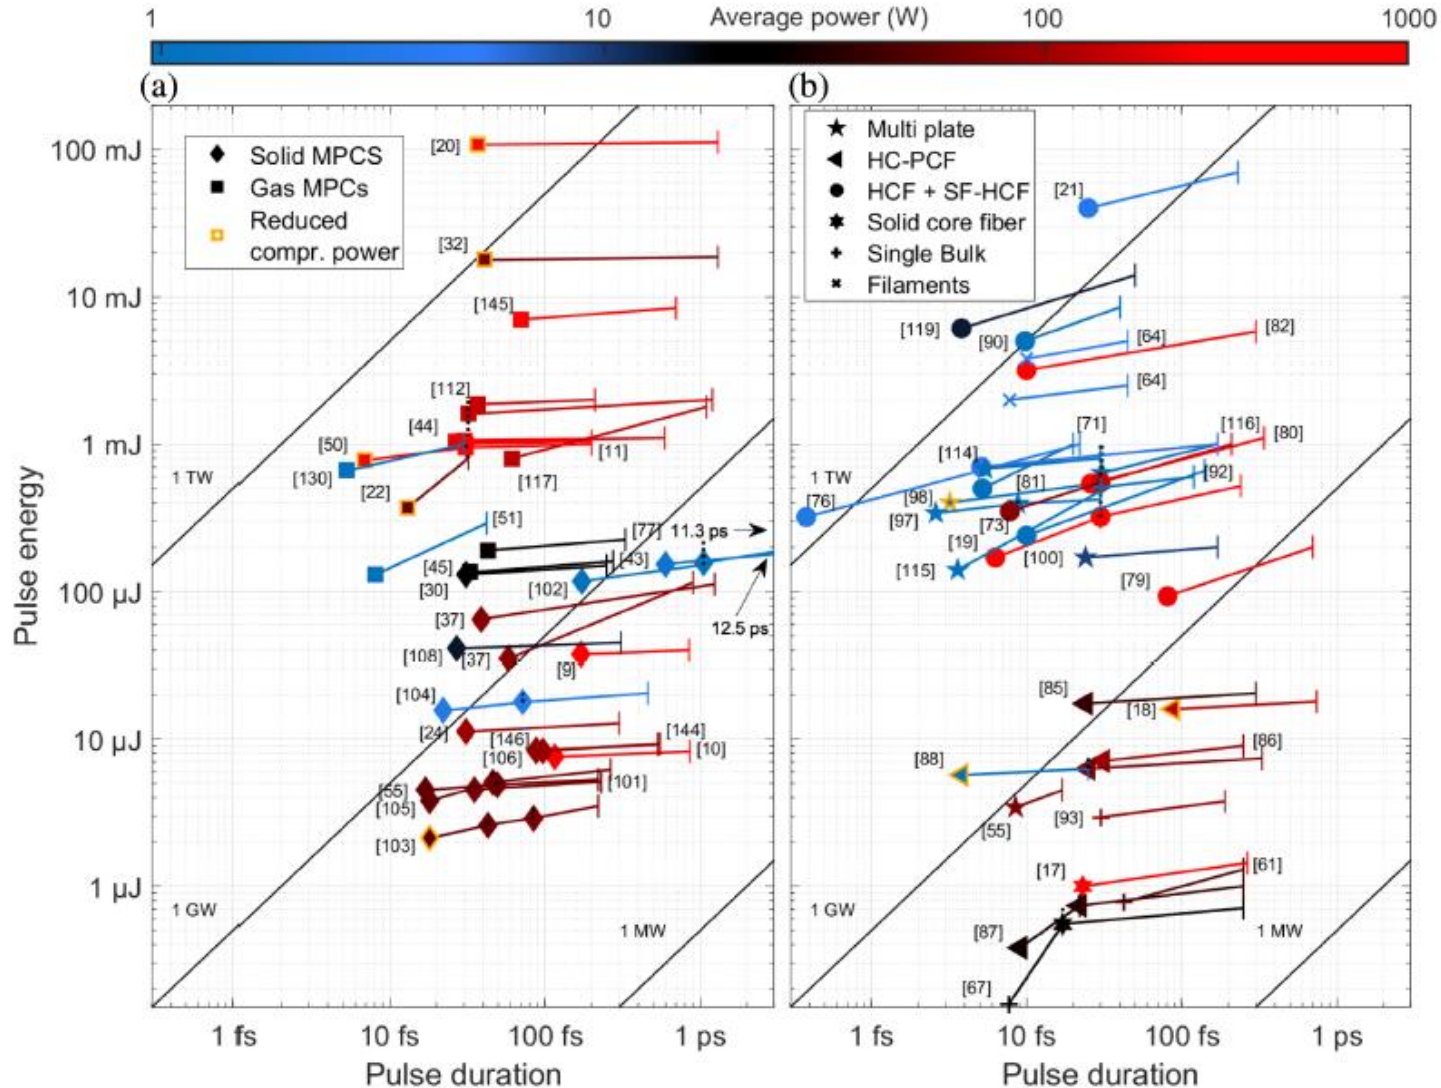 1 10 Average power (W) 100 1000
(a)
100 mJ
10 mJ
1 mJ
100 µJ
10 µJ
1 µJ
Pulse energy
Solid MPCS
Gas MPCs
Reduced
compr. power
[20]
[32]
[145]
[112]
[44]
[50]
[130]
[11]
[117]
[22]
1 TW
[51]
[77]
11.3 ps
[45]
[43]
[30]
[102]
[37]
12.5 ps
[108]
[37]
[9]
[104]
[24]
[146]
[144]
[106]
[10]
[55]
[101]
[105]
[103]
1 GW
1 MW
1 fs 10 fs 100 fs 1 ps
Pulse duration
(b)
Multi plate
HC-PCF
HCF + SF-HCF
Solid core fiber
Single Bulk
Filaments
[21]
[119]
[90]
[64]
[82]
[64]
[71]
[116]
[80]
[114]
1 TW
[81]
[92]
[76]
[98]
[97]
[73]
[19]
[100]
[115]
[79]
[85]
[18]
[88]
[86]
[55]
[93]
[17]
[61]
1 GW
[87]
1 MW
[67]
1 fs 10 fs 100 fs 1 ps
Pulse duration